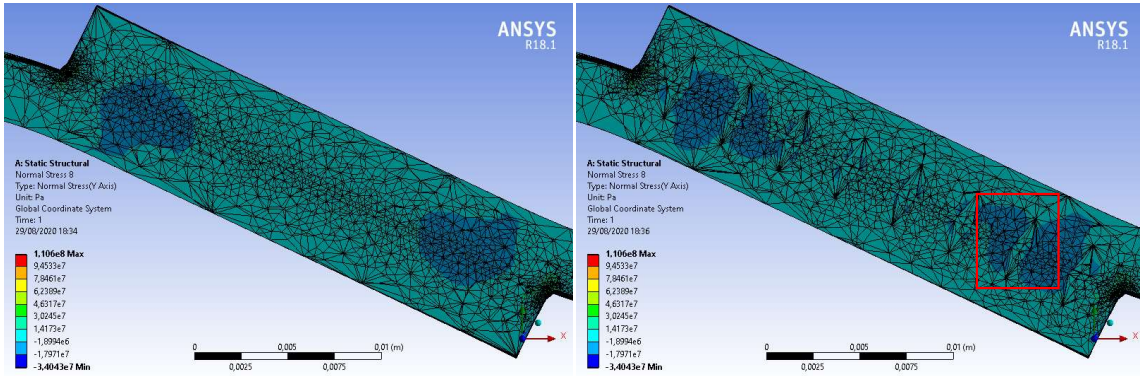 ANSYS
R18.1
A: Static Structural
Normal Stress 8
Type: Normal Stress(Y Axis)
Unit: Pa
Global Coordinate System
Time: 1
29/08/2020 18:34
1,106e8 Max
9,4533e7
7,8461e7
6,2389e7
4,6317e7
3,0245e7
1,4173e7
-1,8994e6
-1,7971e7
-3,4043e7 Min
0
0,005
0,01 (m)
0,0025
0,0075
X
ANSYS
R18.1
A: Static Structural
Normal Stress 8
Type: Normal Stress(Y Axis)
Unit: Pa
Global Coordinate System
Time: 1
29/08/2020 18:36
1,106e8 Max
9,4533e7
7,8461e7
6,2389e7
4,6317e7
3,0245e7
1,4173e7
-1,8994e6
-1,7971e7
-3,4043e7 Min
0
0,005
0,01 (m)
0,0025
0,0075
X